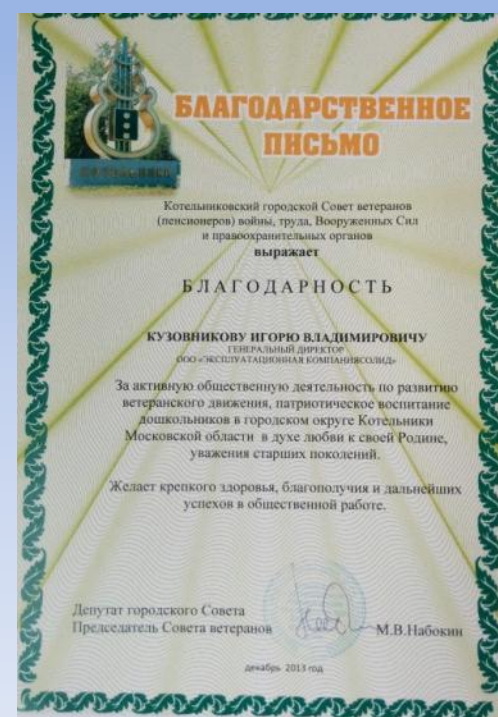 БЛАГОДАРСТВЕННОЕ
ПИСЬМО
Котельниковский городской Совет ветеранов
(пенсионеров) войны, труда, Вооруженных Сил
и правоохранительных органов
выражает
БЛАГОДАРНОСТЬ
КУЗОВНИКОВУ ИГОРЮ ВЛАДИМИРОВИЧУ
ГЕНЕРАЛЬНЫЙ ДИРЕКТОР
ООО «ЭКСПЛУАТАЦИОННАЯ КОМПАНИЯСОЛИД»
За активную общественную деятельность по развитию
ветеранского движения, патриотическое воспитание
дошкольников в городском округе Котельники
Московской области в духе любви к своей Родине,
уважения старших поколений.
Желает крепкого здоровья, благополучия и дальнейших
успехов в общественной работе.
Депутат городского Совета
Председатель Совета ветеранов М.В.Набокин
декабрь 2013 год